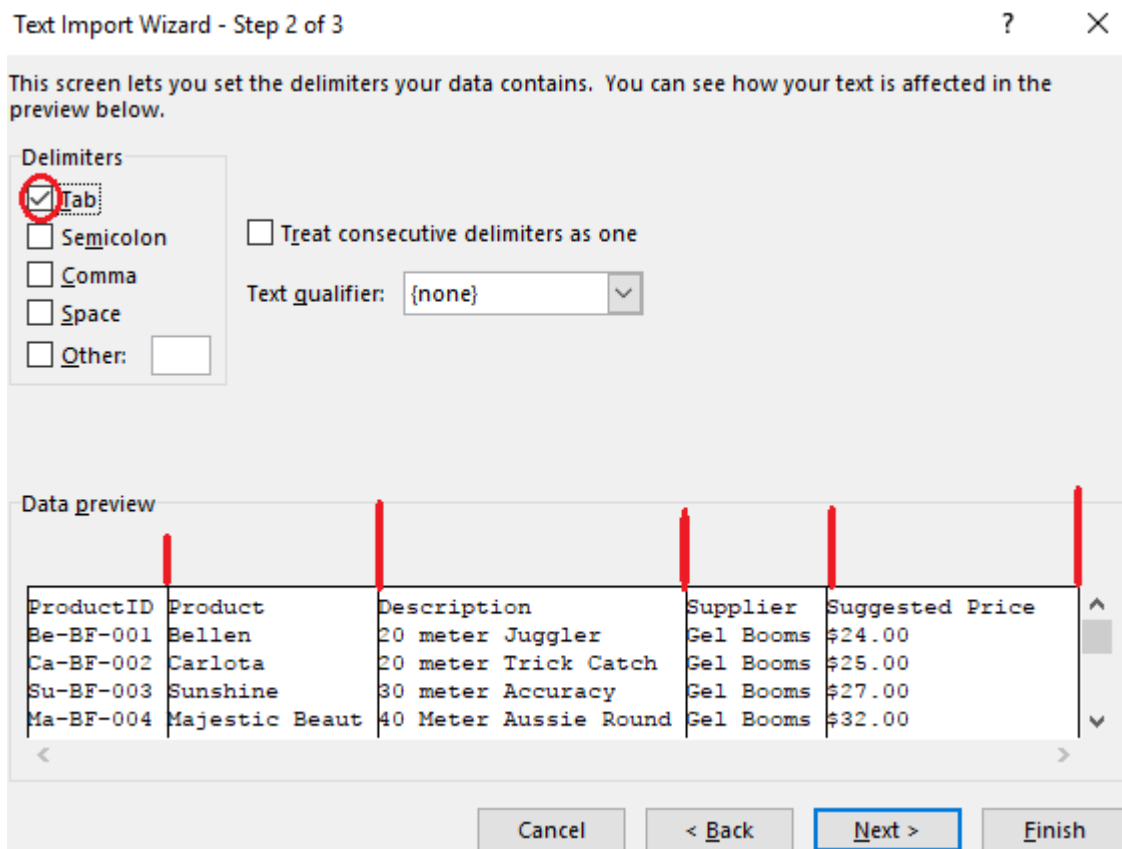 Text Import Wizard - Step 2 of 3
?
This screen lets you set the delimiters your data contains.  You can see how your text is affected in the
preview below.
Delimiters
Tab
Semicolon
Comma
Space
Other:
Treat consecutive delimiters as one
Text qualifier: {none}
Data preview
ProductID Product Description Supplier Suggested Price
Be-BF-001 Bellen 20 meter Juggler Gel Booms $24.00
Ca-BF-002 Carlota 20 meter Trick Catch Gel Booms $25.00
Su-BF-003 Sunshine 30 meter Accuracy Gel Booms $27.00
Ma-BF-004 Majestic Beaut 40 Meter Aussie Round Gel Booms $32.00
Cancel < Back Next > Finish